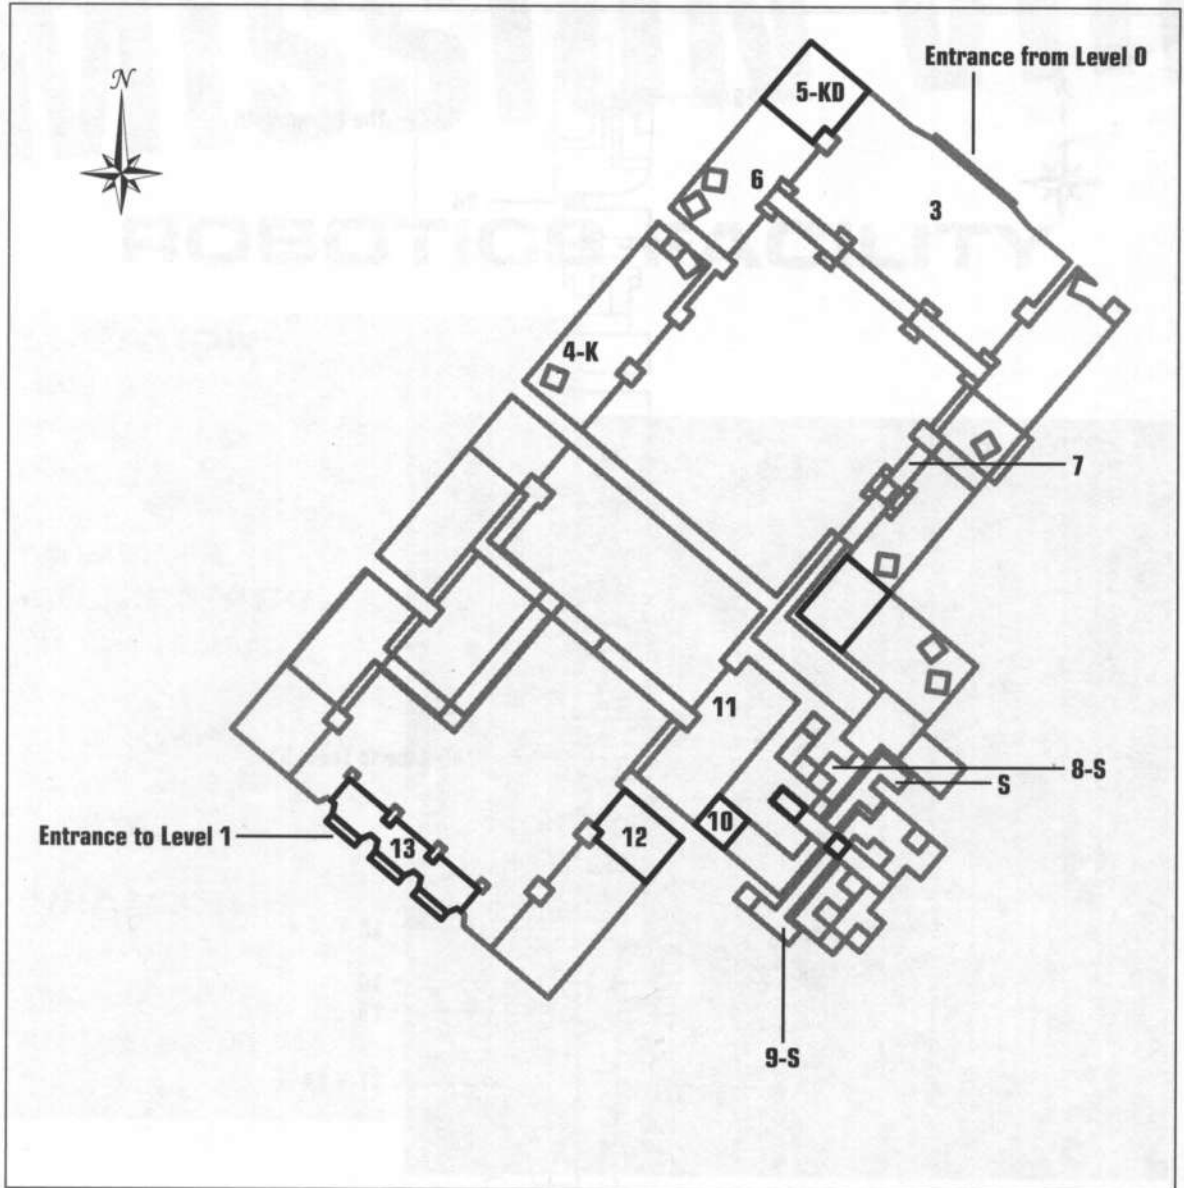 Entrance from Level 0
N
5-KD
6
3
4-K
7
11
8-S
S
10
12
Entrance to Level 1
13
9-S